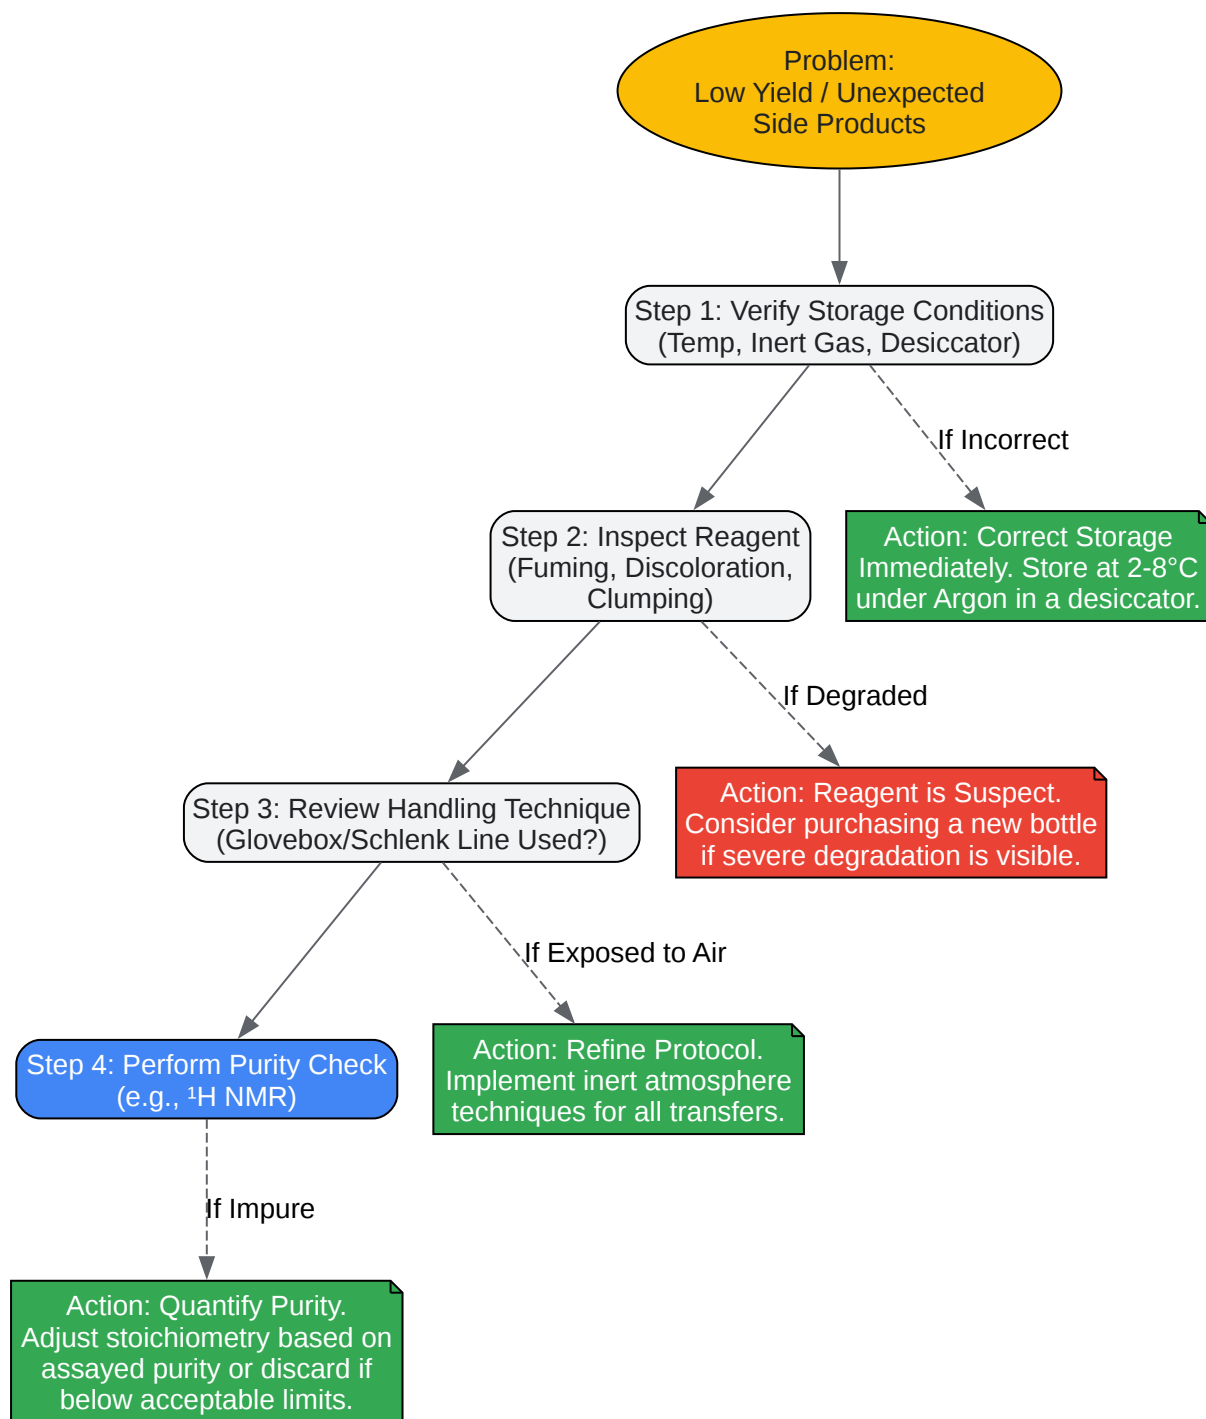 Problem:
Low Yield / Unexpected
Side Products
Step 1: Verify Storage Conditions
(Temp, Inert Gas, Desiccator)
If Incorrect
Step 2: Inspect Reagent
(Fuming, Discoloration,
Clumping)
Action: Correct Storage
Immediately. Store at 2-8°C
under Argon in a desiccator.
If Degraded
Step 3: Review Handling Technique
(Glovebox/Schlenk Line Used?)
Action: Reagent is Suspect.
Consider purchasing a new bottle
if severe degradation is visible.
If Exposed to Air
Step 4: Perform Purity Check
(e.g., ¹H NMR)
Action: Refine Protocol.
Implement inert atmosphere
techniques for all transfers.
If Impure
Action: Quantify Purity.
Adjust stoichiometry based on
assayed purity or discard if
below acceptable limits.